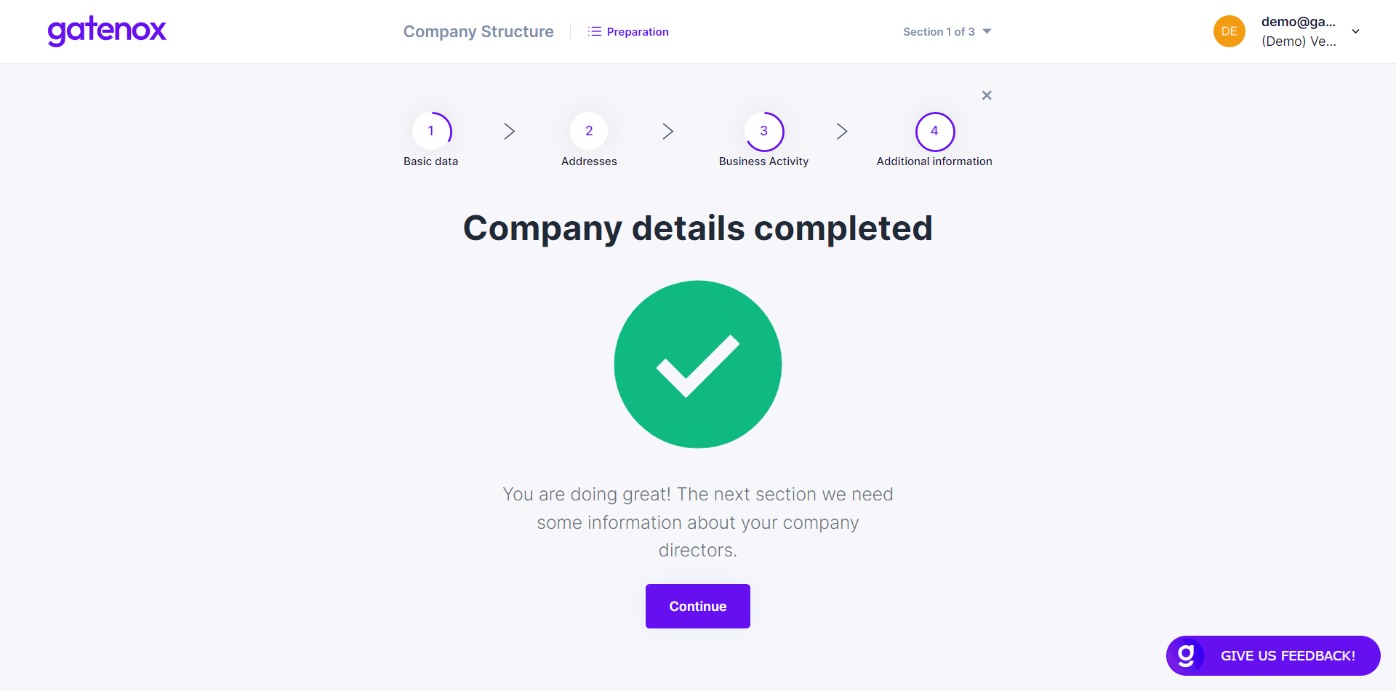 gatenox
Company Structure
Preparation
Section 1 of 3
DE
demo@ga...
(Demo) Ve...
1
2
3
4
Basic data
Addresses
Business Activity
Additional information
Company details completed
You are doing great! The next section we need
some information about your company
directors.
Continue
g
GIVE US FEEDBACK!